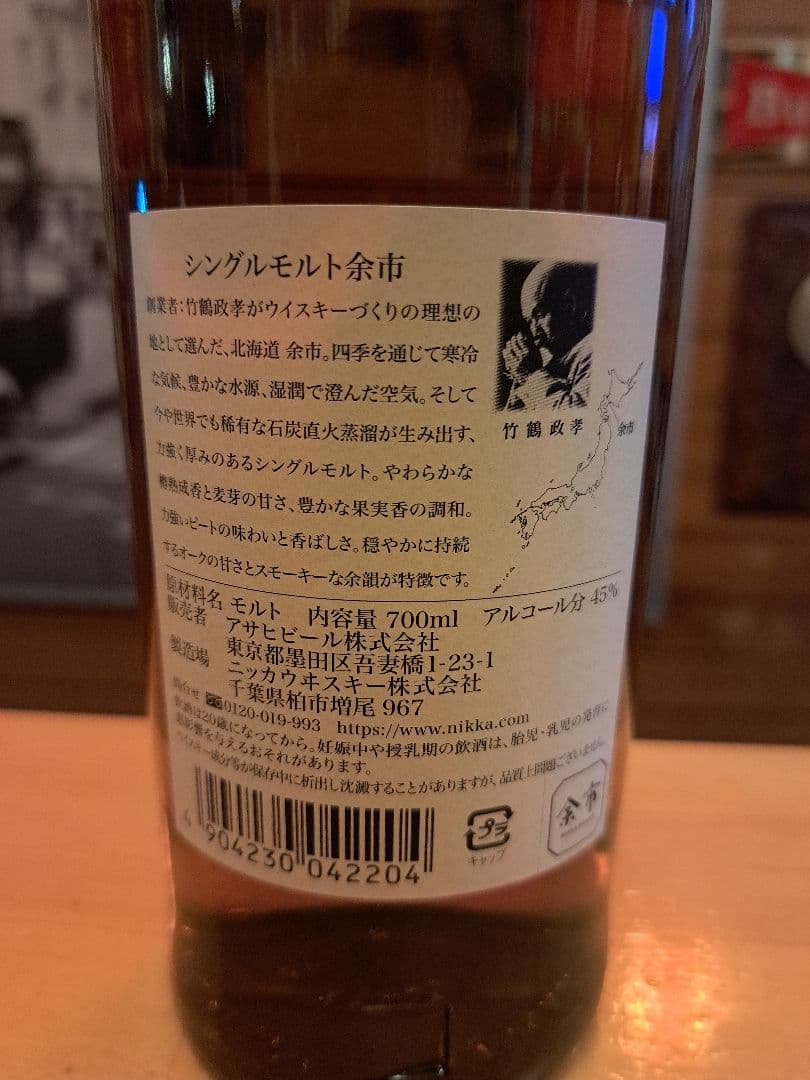 シングルモルト余市
創業者:竹鶴政孝がウイスキーづくりの理想の
地として選んだ、北海道 余市。四季を通じて寒冷
な気候、豊かな水源、湿潤で澄んだ空気。そして
今や世界でも稀有な石炭直火蒸溜が生み出す、
力強く厚みのあるシングルモルト。やわらかな
樽熟成香と麦芽の甘さ、豊かな果実香の調和。
力強いピートの味わいと香ばしさ。穏やかに持続
するオークの甘さとスモーキーな余韻が特徴です。
竹鶴政孝
余市
原材料名 モルト 内容量 700ml アルコール分 45%
販売者 アサヒビール株式会社
東京都墨田区吾妻橋1-23-1
製造場 ニッカウヰスキー株式会社
千葉県柏市増尾 967
問合せ 0120-019-993 https://www.nikka.com
飲酒は20歳になってから。妊娠中や授乳期の飲酒は、胎児・乳児の発育に
悪影響を与えるおそれがあります。
ウイスキー成分等が保存中に析出し沈澱することがありますが、品質上問題ございません。
4 904230 042204
プラ
キャップ
余市